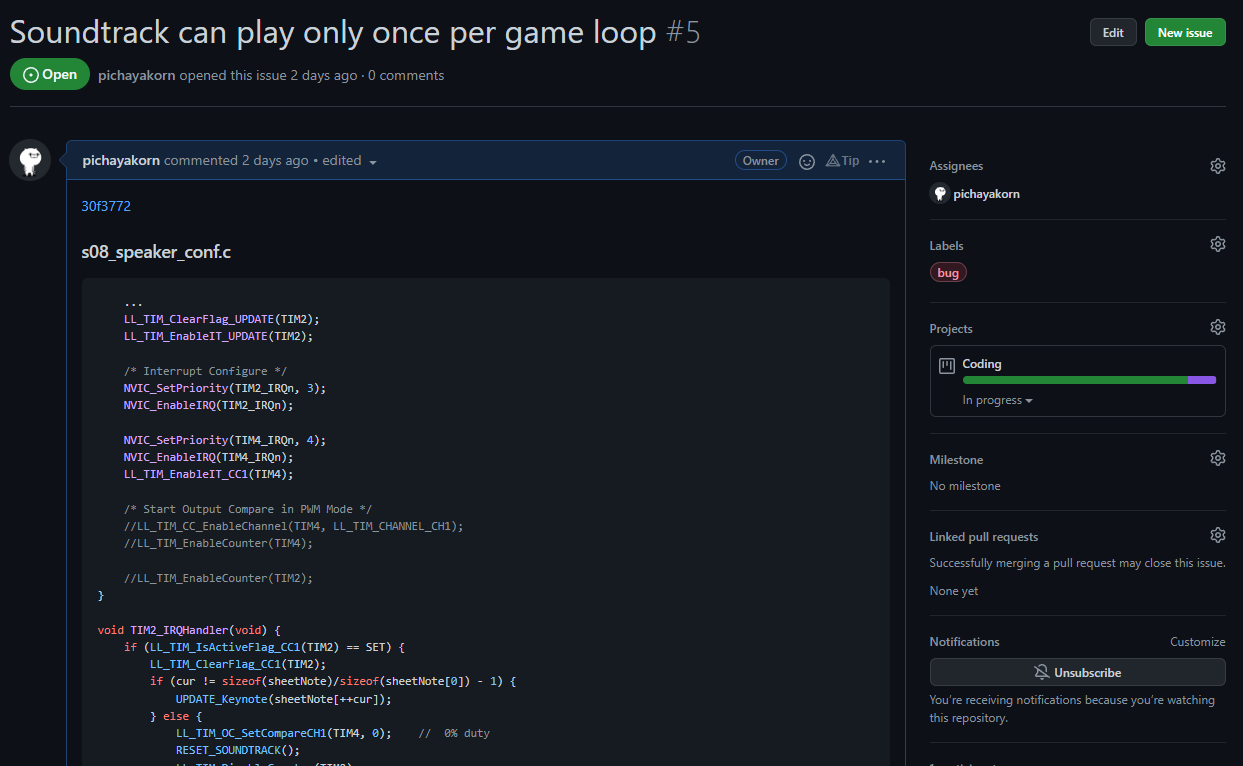 Soundtrack can play only once per game loop #5
Edit
New issue
Open
pichayakorn opened this issue 2 days ago · 0 comments
pichayakorn commented 2 days ago • edited
Owner
Tip
30f3772
s08_speaker_conf.c
...
LL_TIM_ClearFlag_UPDATE(TIM2);
LL_TIM_EnableIT_UPDATE(TIM2);
/* Interrupt Configure */
NVIC_SetPriority(TIM2_IRQn, 3);
NVIC_EnableIRQ(TIM2_IRQn);
NVIC_SetPriority(TIM4_IRQn, 4);
NVIC_EnableIRQ(TIM4_IRQn);
LL_TIM_EnableIT_CC1(TIM4);
/* Start Output Compare in PWM Mode */
//LL_TIM_CC_EnableChannel(TIM4, LL_TIM_CHANNEL_CH1);
//LL_TIM_EnableCounter(TIM4);
//LL_TIM_EnableCounter(TIM2);
}
void TIM2_IRQHandler(void) {
if (LL_TIM_IsActiveFlag_CC1(TIM2) == SET) {
LL_TIM_ClearFlag_CC1(TIM2);
if (cur != sizeof(sheetNote)/sizeof(sheetNote[0]) - 1) {
UPDATE_Keynote(sheetNote[++cur]);
} else {
LL_TIM_OC_SetCompareCH1(TIM4, 0);    //  0% duty
RESET_SOUNDTRACK();
Assignees
pichayakorn
Labels
bug
Projects
Coding
In progress
Milestone
No milestone
Linked pull requests
Successfully merging a pull request may close this issue.
None yet
Notifications
Customize
Unsubscribe
You're receiving notifications because you're watching
this repository.